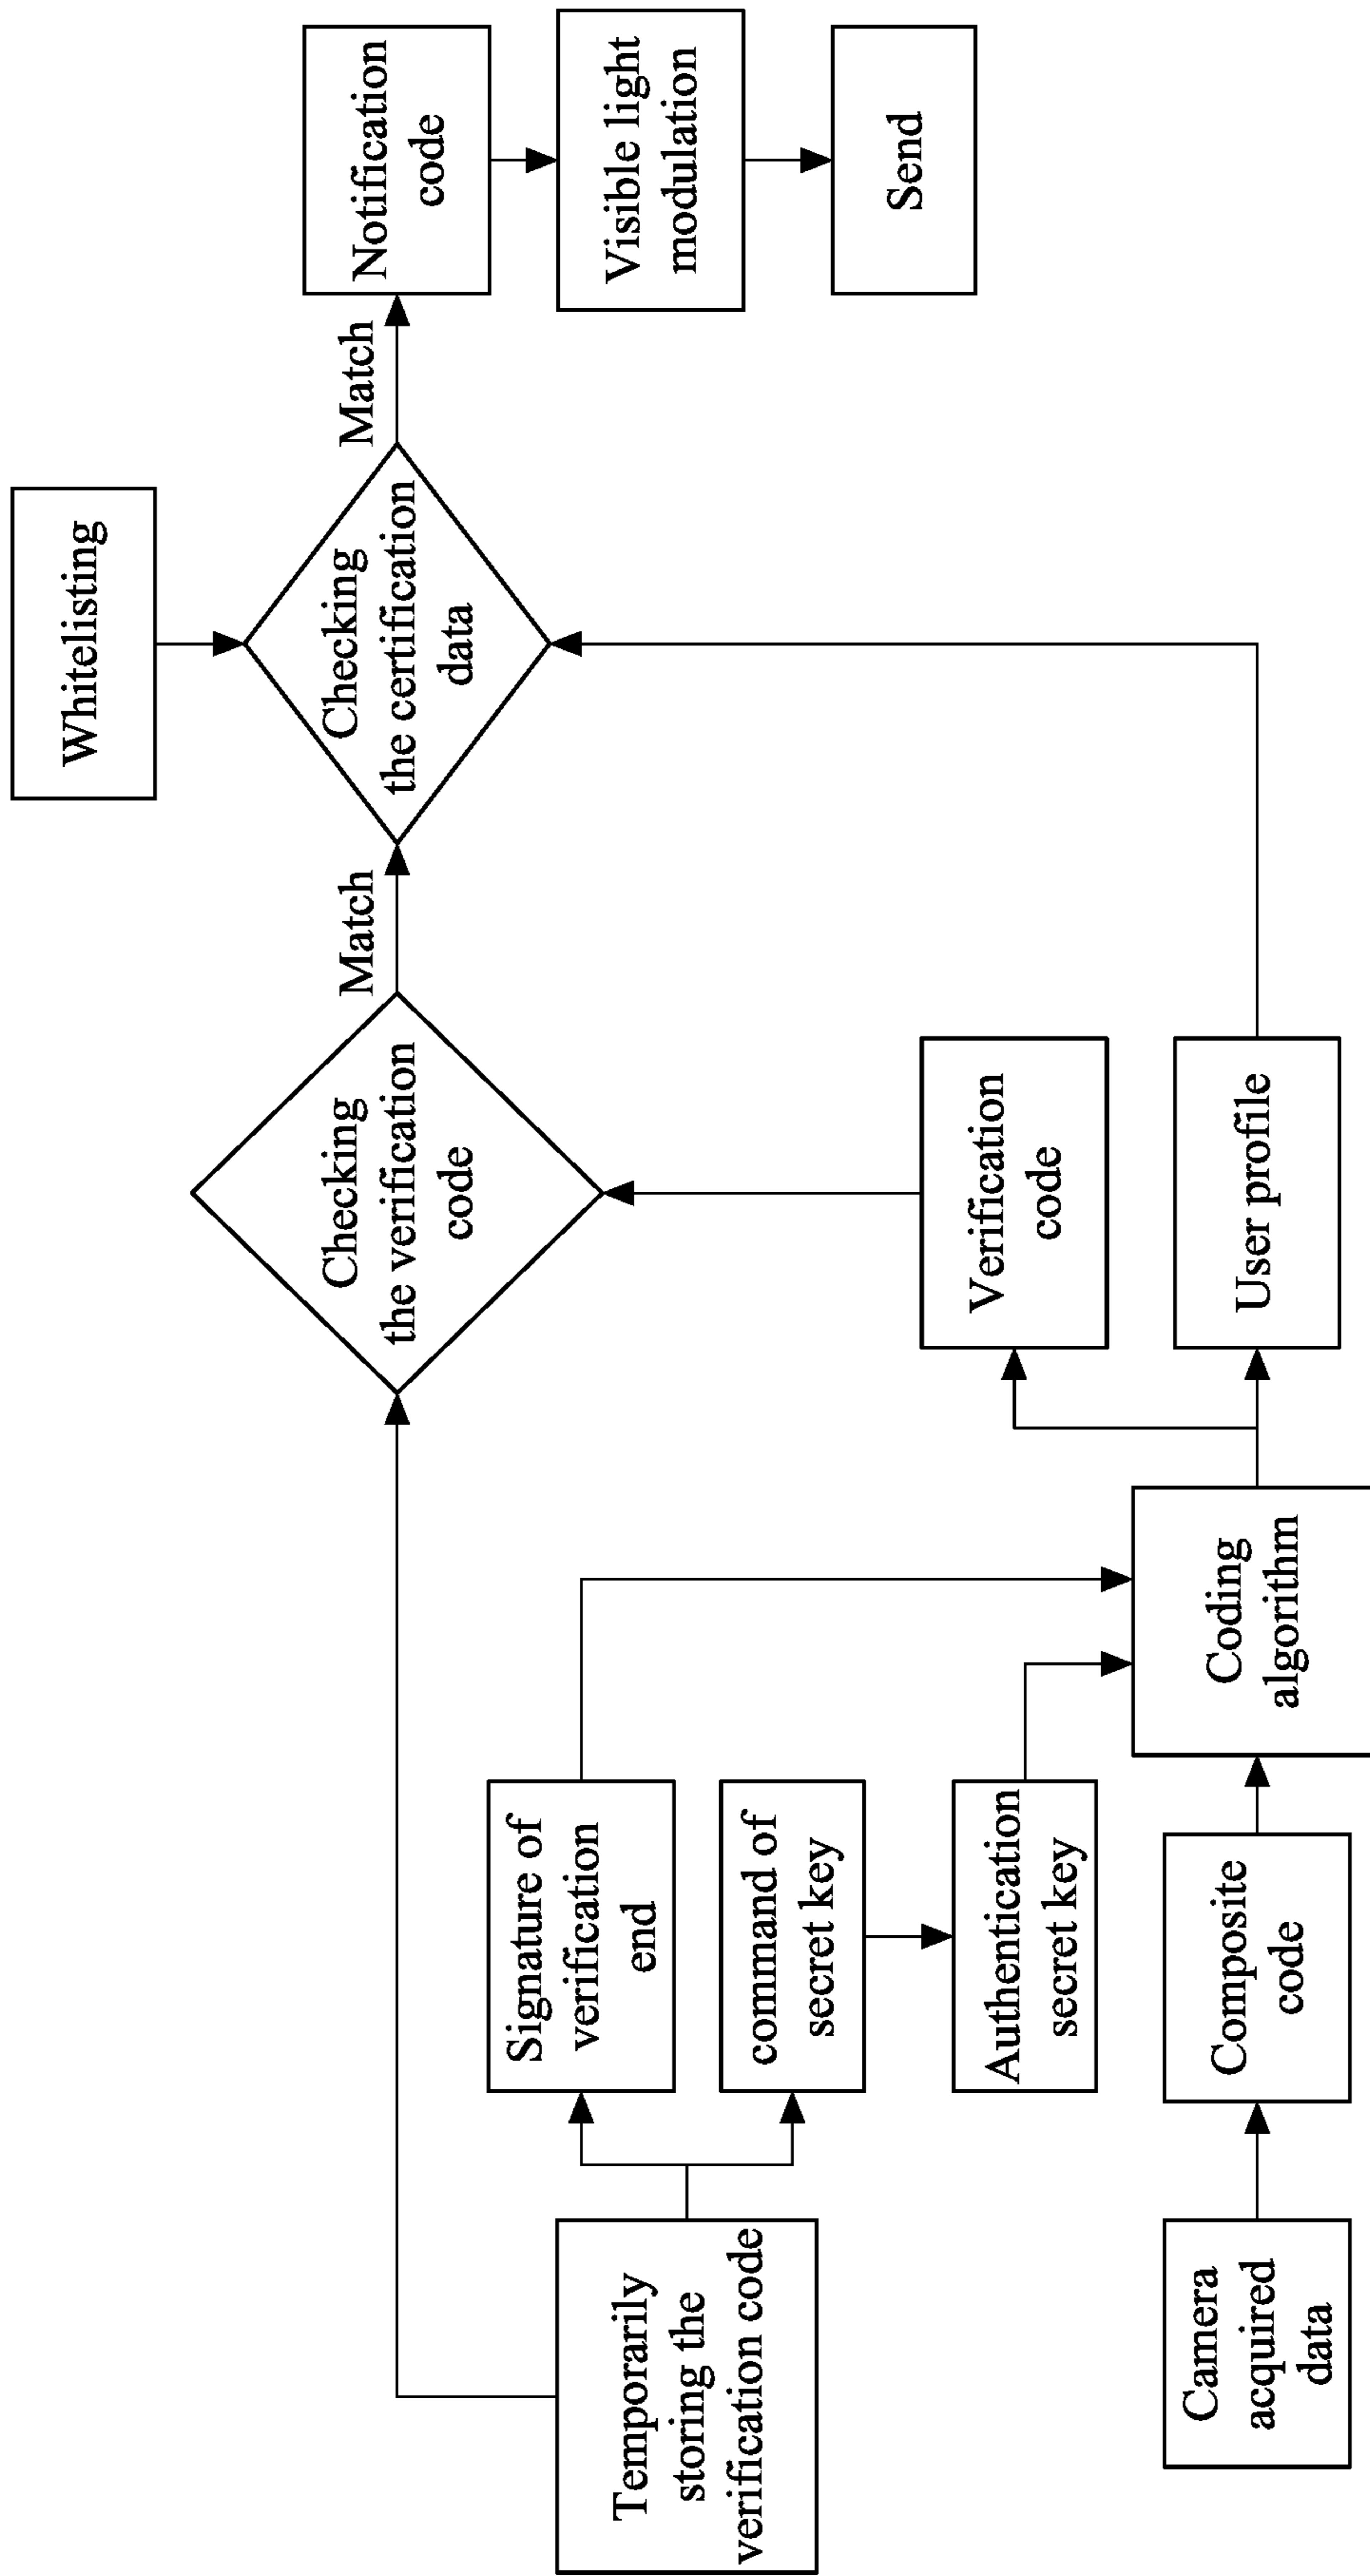 Whitelisting
Checking
the verification
code
Match
Checking
the certification
data
Match
Notification
code
Visible light
modulation
Send
Temporarily
storing the
verification code
Signature of
verification
end
command of
secret key
Authentication
secret key
Verification
code
Camera
acquired
data
Composite
code
Coding
algorithm
User profile